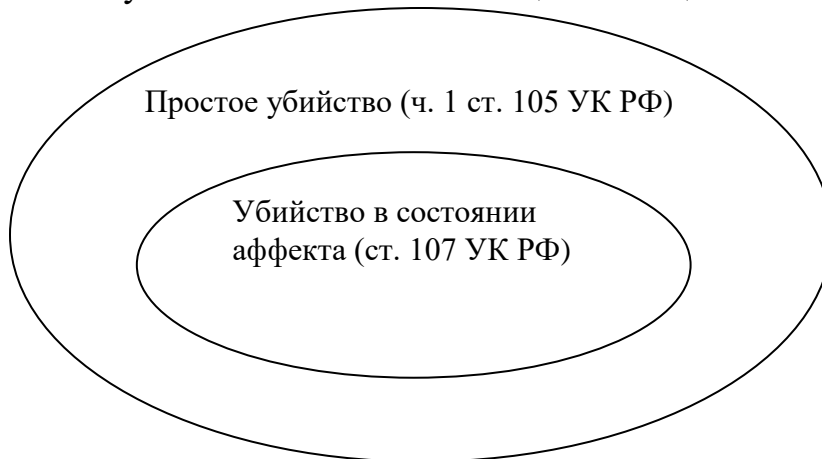 Простое убийство (ч. 1 ст. 105 УК РФ)
Убийство в состоянии
аффекта (ст. 107 УК РФ)